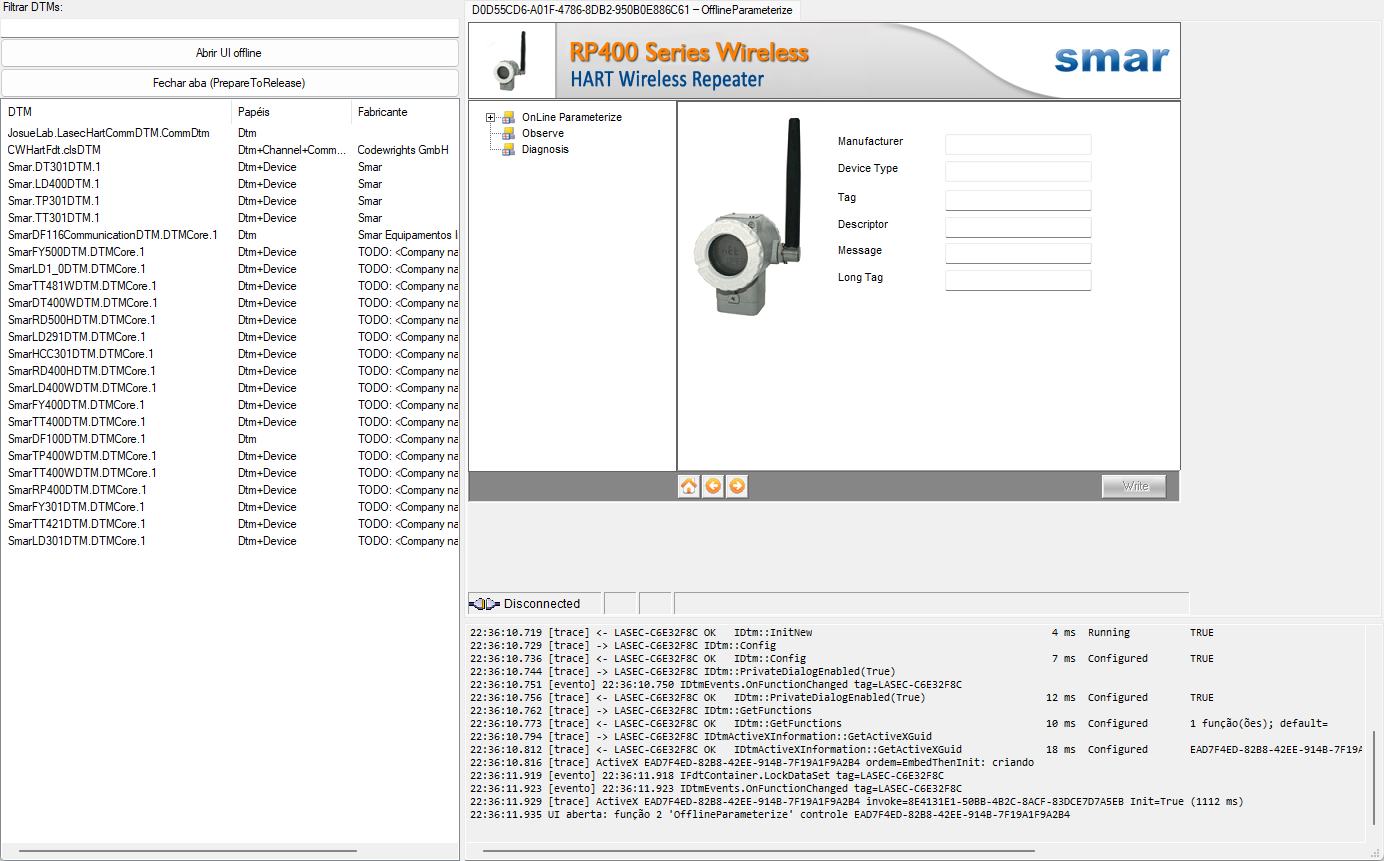 Filtrar DTMs:
Abrir UI offline
Fechar aba (PrepareToRelease)
DTM Papéis Fabricante
JosueLab.LasecHartCommDTM.CommDtm Dtm
CWHartFdt.clsDTM Dtm+Channel+Comm... Codewrights GmbH
Smar.DT301DTM.1 Dtm+Device Smar
Smar.LD400DTM.1 Dtm+Device Smar
Smar.TP301DTM.1 Dtm+Device Smar
Smar.TT301DTM.1 Dtm+Device Smar
SmarDF116CommunicationDTM.DTMCore.1 Dtm Smar Equipamentos I
SmarFY500DTM.DTMCore.1 Dtm+Device TODO: <Company na
SmarLD1_0DTM.DTMCore.1 Dtm+Device TODO: <Company na
SmarTT481WDTM.DTMCore.1 Dtm+Device TODO: <Company na
SmarDT400WDTM.DTMCore.1 Dtm+Device TODO: <Company na
SmarRD500HDTM.DTMCore.1 Dtm+Device TODO: <Company na
SmarLD291DTM.DTMCore.1 Dtm+Device TODO: <Company na
SmarHCC301DTM.DTMCore.1 Dtm+Device TODO: <Company na
SmarRD400HDTM.DTMCore.1 Dtm+Device TODO: <Company na
SmarLD400WDTM.DTMCore.1 Dtm+Device TODO: <Company na
SmarFY400DTM.DTMCore.1 Dtm+Device TODO: <Company na
SmarTT400DTM.DTMCore.1 Dtm+Device TODO: <Company na
SmarDF100DTM.DTMCore.1 Dtm TODO: <Company na
SmarTP400WDTM.DTMCore.1 Dtm+Device TODO: <Company na
SmarTT400WDTM.DTMCore.1 Dtm+Device TODO: <Company na
SmarRP400DTM.DTMCore.1 Dtm+Device TODO: <Company na
SmarFY301DTM.DTMCore.1 Dtm+Device TODO: <Company na
SmarTT421DTM.DTMCore.1 Dtm+Device TODO: <Company na
SmarLD301DTM.DTMCore.1 Dtm+Device TODO: <Company na
D0D55CD6-A01F-4786-8DB2-950B0E886C61 – OfflineParameterize
RP400 Series Wireless
HART Wireless Repeater
smar
OnLine Parameterize
Observe
Diagnosis
Manufacturer
Device Type
Tag
Descriptor
Message
Long Tag
Write
Disconnected
22:36:10.719 [trace] <- LASEC-C6E32F8C OK IDtm::InitNew 4 ms Running TRUE
22:36:10.729 [trace] -> LASEC-C6E32F8C IDtm::Config
22:36:10.736 [trace] <- LASEC-C6E32F8C OK IDtm::Config 7 ms Configured TRUE
22:36:10.744 [trace] -> LASEC-C6E32F8C IDtm::PrivateDialogEnabled(True)
22:36:10.751 [evento] 22:36:10.750 IDtmEvents.OnFunctionChanged tag=LASEC-C6E32F8C
22:36:10.756 [trace] <- LASEC-C6E32F8C OK IDtm::PrivateDialogEnabled(True) 12 ms Configured TRUE
22:36:10.762 [trace] -> LASEC-C6E32F8C IDtm::GetFunctions
22:36:10.773 [trace] <- LASEC-C6E32F8C OK IDtm::GetFunctions 10 ms Configured 1 função(ões); default=
22:36:10.794 [trace] -> LASEC-C6E32F8C IDtmActiveXInformation::GetActiveXGuid
22:36:10.812 [trace] <- LASEC-C6E32F8C OK IDtmActiveXInformation::GetActiveXGuid 18 ms Configured EAD7F4ED-82B8-42EE-914B-7F19A
22:36:10.816 [trace] ActiveX EAD7F4ED-82B8-42EE-914B-7F19A1F9A2B4 ordem=EmbedThenInit: criando
22:36:11.919 [evento] 22:36:11.918 IFdtContainer.LockDataSet tag=LASEC-C6E32F8C
22:36:11.923 [evento] 22:36:11.923 IDtmEvents.OnFunctionChanged tag=LASEC-C6E32F8C
22:36:11.929 [trace] ActiveX EAD7F4ED-82B8-42EE-914B-7F19A1F9A2B4 invoke=8E4131E1-50BB-4B2C-8ACF-83DCE7D7A5EB Init=True (1112 ms)
22:36:11.935 UI aberta: função 2 'OfflineParameterize' controle EAD7F4ED-82B8-42EE-914B-7F19A1F9A2B4